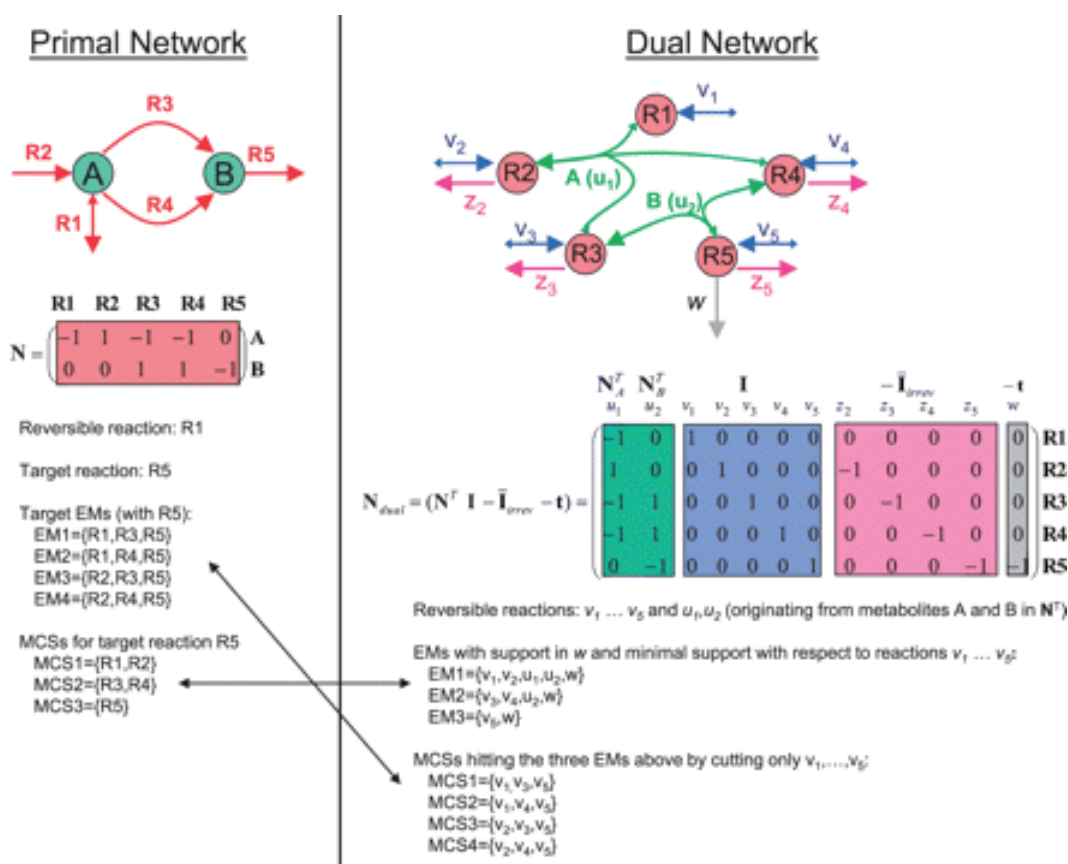 Primal Network
R3
R2
A
B
R5
R1
R4
R1 R2 R3 R4 R5
N =
−1 1 −1 −1 0 A
0 0 1 1 −1 B
Reversible reaction: R1
Target reaction: R5
Target EMs (with R5):
EM1={R1,R3,R5}
EM2={R1,R4,R5}
EM3={R2,R3,R5}
EM4={R2,R4,R5}
MCSs for target reaction R5
MCS1={R1,R2}
MCS2={R3,R4}
MCS3={R5}
Dual Network
R1
v₁
v₂
R2
z₂
A (u₁)
v₄
R4
z₄
B (u₂)
v₃
R3
z₃
v₅
R5
z₅
w
N_A^T N_B^T I −Ī_irrev −t
u₁ u₂ v₁ v₂ v₃ v₄ v₅ z₂ z₃ z₄ z₅ w
−1 0 1 0 0 0 0 0 0 0 0 0 R1
1 0 0 1 0 0 0 −1 0 0 0 0 R2
N_dual = (N^T I −Ī_irrev −t) =
−1 1 0 0 1 0 0 0 −1 0 0 0 R3
−1 1 0 0 0 1 0 0 0 −1 0 0 R4
0 −1 0 0 0 0 1 0 0 0 −1 −1 R5
Reversible reactions: v₁ … v₅ and u₁,u₂ (originating from metabolites A and B in N^T)
EMs with support in w and minimal support with respect to reactions v₁ … v₅:
EM1={v₁,v₂,u₁,u₂,w}
EM2={v₃,v₄,u₂,w}
EM3={v₅,w}
MCSs hitting the three EMs above by cutting only v₁,…,v₅:
MCS1={v₁,v₃,v₅}
MCS2={v₁,v₄,v₅}
MCS3={v₂,v₃,v₅}
MCS4={v₂,v₄,v₅}